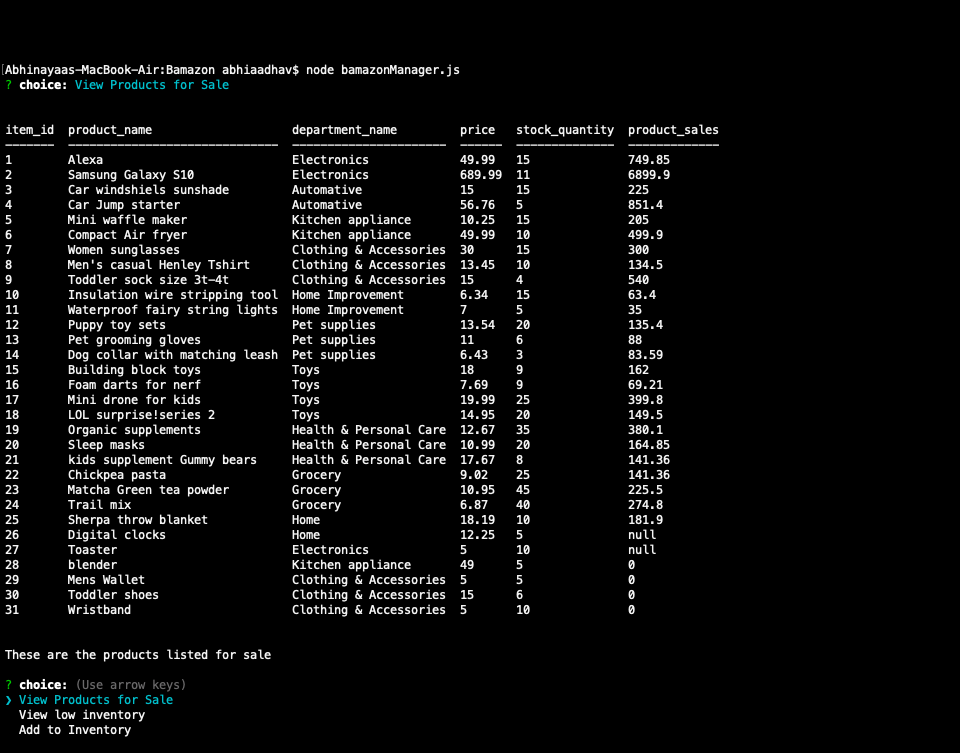 [Abhinayaas-MacBook-Air:Bamazon abhiaadhav$ node bamazonManager.js
? choice: View Products for Sale
item_id  product_name                    department_name         price   stock_quantity  product_sales
-------  ------------------------------  ----------------------  ------  --------------  -------------
1        Alexa                           Electronics             49.99   15              749.85
2        Samsung Galaxy S10              Electronics             689.99  11              6899.9
3        Car windshiels sunshade         Automative              15      15              225
4        Car Jump starter                Automative              56.76   5               851.4
5        Mini waffle maker               Kitchen appliance       10.25   15              205
6        Compact Air fryer               Kitchen appliance       49.99   10              499.9
7        Women sunglasses                Clothing & Accessories  30      15              300
8        Men's casual Henley Tshirt      Clothing & Accessories  13.45   10              134.5
9        Toddler sock size 3t-4t         Clothing & Accessories  15      4               540
10       Insulation wire stripping tool  Home Improvement        6.34    15              63.4
11       Waterproof fairy string lights  Home Improvement        7       5               35
12       Puppy toy sets                  Pet supplies            13.54   20              135.4
13       Pet grooming gloves             Pet supplies            11      6               88
14       Dog collar with matching leash  Pet supplies            6.43    3               83.59
15       Building block toys             Toys                    18      9               162
16       Foam darts for nerf             Toys                    7.69    9               69.21
17       Mini drone for kids             Toys                    19.99   25              399.8
18       LOL surprise!series 2           Toys                    14.95   20              149.5
19       Organic supplements             Health & Personal Care  12.67   35              380.1
20       Sleep masks                     Health & Personal Care  10.99   20              164.85
21       kids supplement Gummy bears     Health & Personal Care  17.67   8               141.36
22       Chickpea pasta                  Grocery                 9.02    25              141.36
23       Matcha Green tea powder         Grocery                 10.95   45              225.5
24       Trail mix                       Grocery                 6.87    40              274.8
25       Sherpa throw blanket            Home                    18.19   10              181.9
26       Digital clocks                  Home                    12.25   5               null
27       Toaster                         Electronics             5       10              null
28       blender                         Kitchen appliance       49      5               0
29       Mens Wallet                     Clothing & Accessories  5       5               0
30       Toddler shoes                   Clothing & Accessories  15      6               0
31       Wristband                       Clothing & Accessories  5       10              0
These are the products listed for sale
? choice: (Use arrow keys)
❯ View Products for Sale
  View low inventory
  Add to Inventory